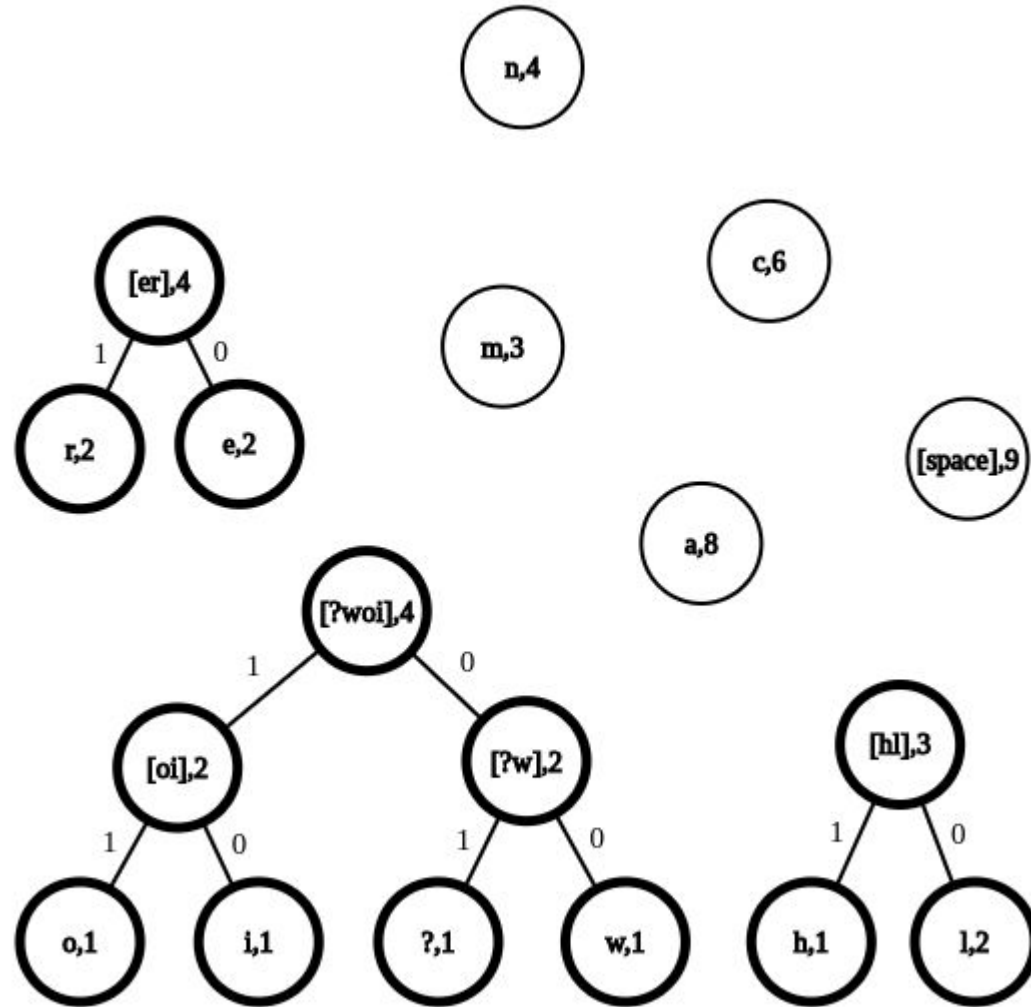 n,4
c,6
[er],4
m,3
1
0
r,2
e,2
[space],9
a,8
[?woi],4
1
0
[hl],3
[oi],2
[?w],2
1
0
1
0
1
0
o,1
i,1
?,1
w,1
h,1
l,2